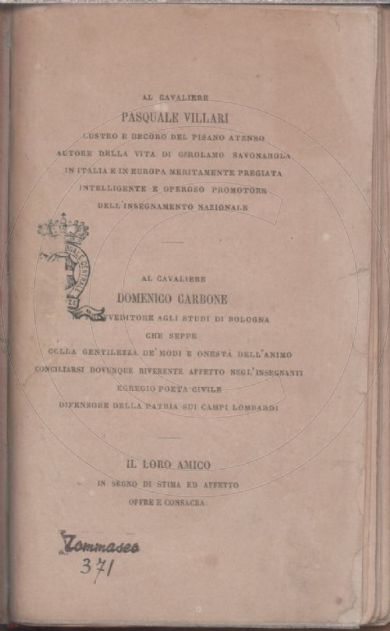 AL CAVALIERE
PASQUALE VILLARI
LUSTRO E DECORO DEL PISANO ATENEO
AUTORE DELLA VITA DI GIROLAMO SAVONAROLA
IN ITALIA E IN EUROPA MERITAMENTE PREGIATA
INTELLIGENTE E OPEROSO PROMOTORE
DELL'INSEGNAMENTO NAZIONALE
AL CAVALIERE
DOMENICO CARBONE
VEDITORE AGLI STUDI DI BOLOGNA
CHE SEPPE
COLLA GENTILEZZA DE' MODI E ONESTÀ DELL'ANIMO
CONCILIARSI DOVUNQUE RIVERENTE AFFETTO NEGL'INSEGNANTI
EGREGIO POETA CIVILE
DIFENSORE DELLA PATRIA SUI CAMPI LOMBARDI
IL LORO AMICO
IN SEGNO DI STIMA ED AFFETTO
OFFRE E CONSACRA
Tommaseo
371